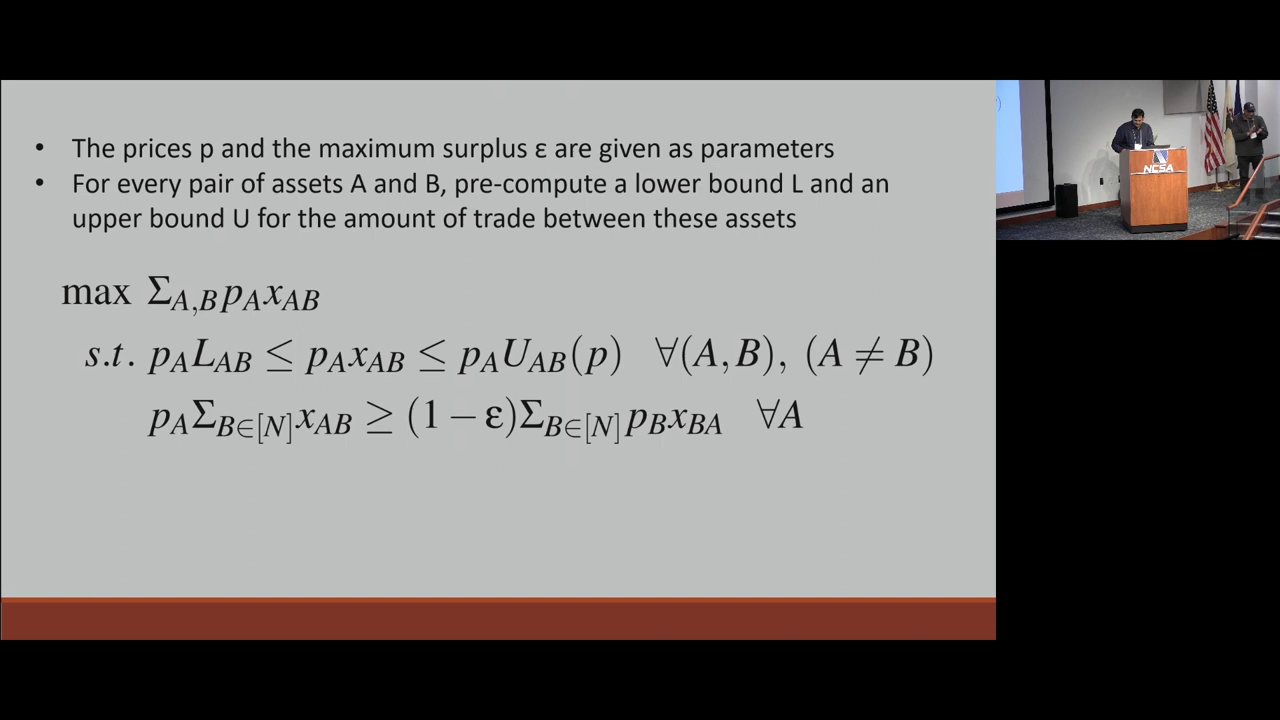 • The prices p and the maximum surplus ε are given as parameters
• For every pair of assets A and B, pre-compute a lower bound L and an
upper bound U for the amount of trade between these assets
max Σ_{A,B} p_A x_{AB}
s.t. p_A L_{AB} ≤ p_A x_{AB} ≤ p_A U_{AB}(p) ∀(A, B), (A ≠ B)
p_A Σ_{B∈[N]} x_{AB} ≥ (1 − ε) Σ_{B∈[N]} p_B x_{BA} ∀A
NCSA